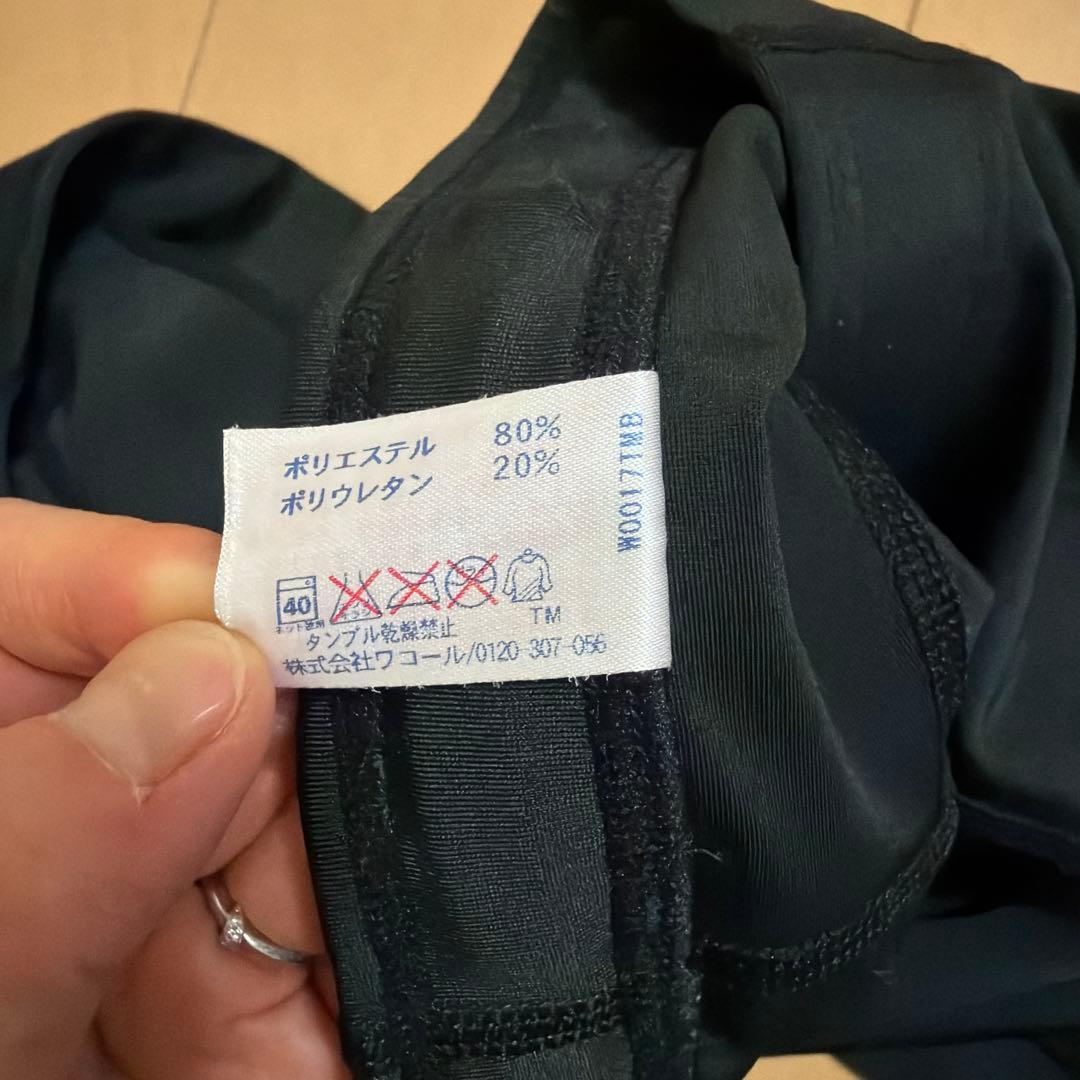 ポリエステル 80%
ポリウレタン 20%
40
ネット使用
TM
タンブル乾燥禁止
株式会社ワコール/0120-307-056
W00171MB